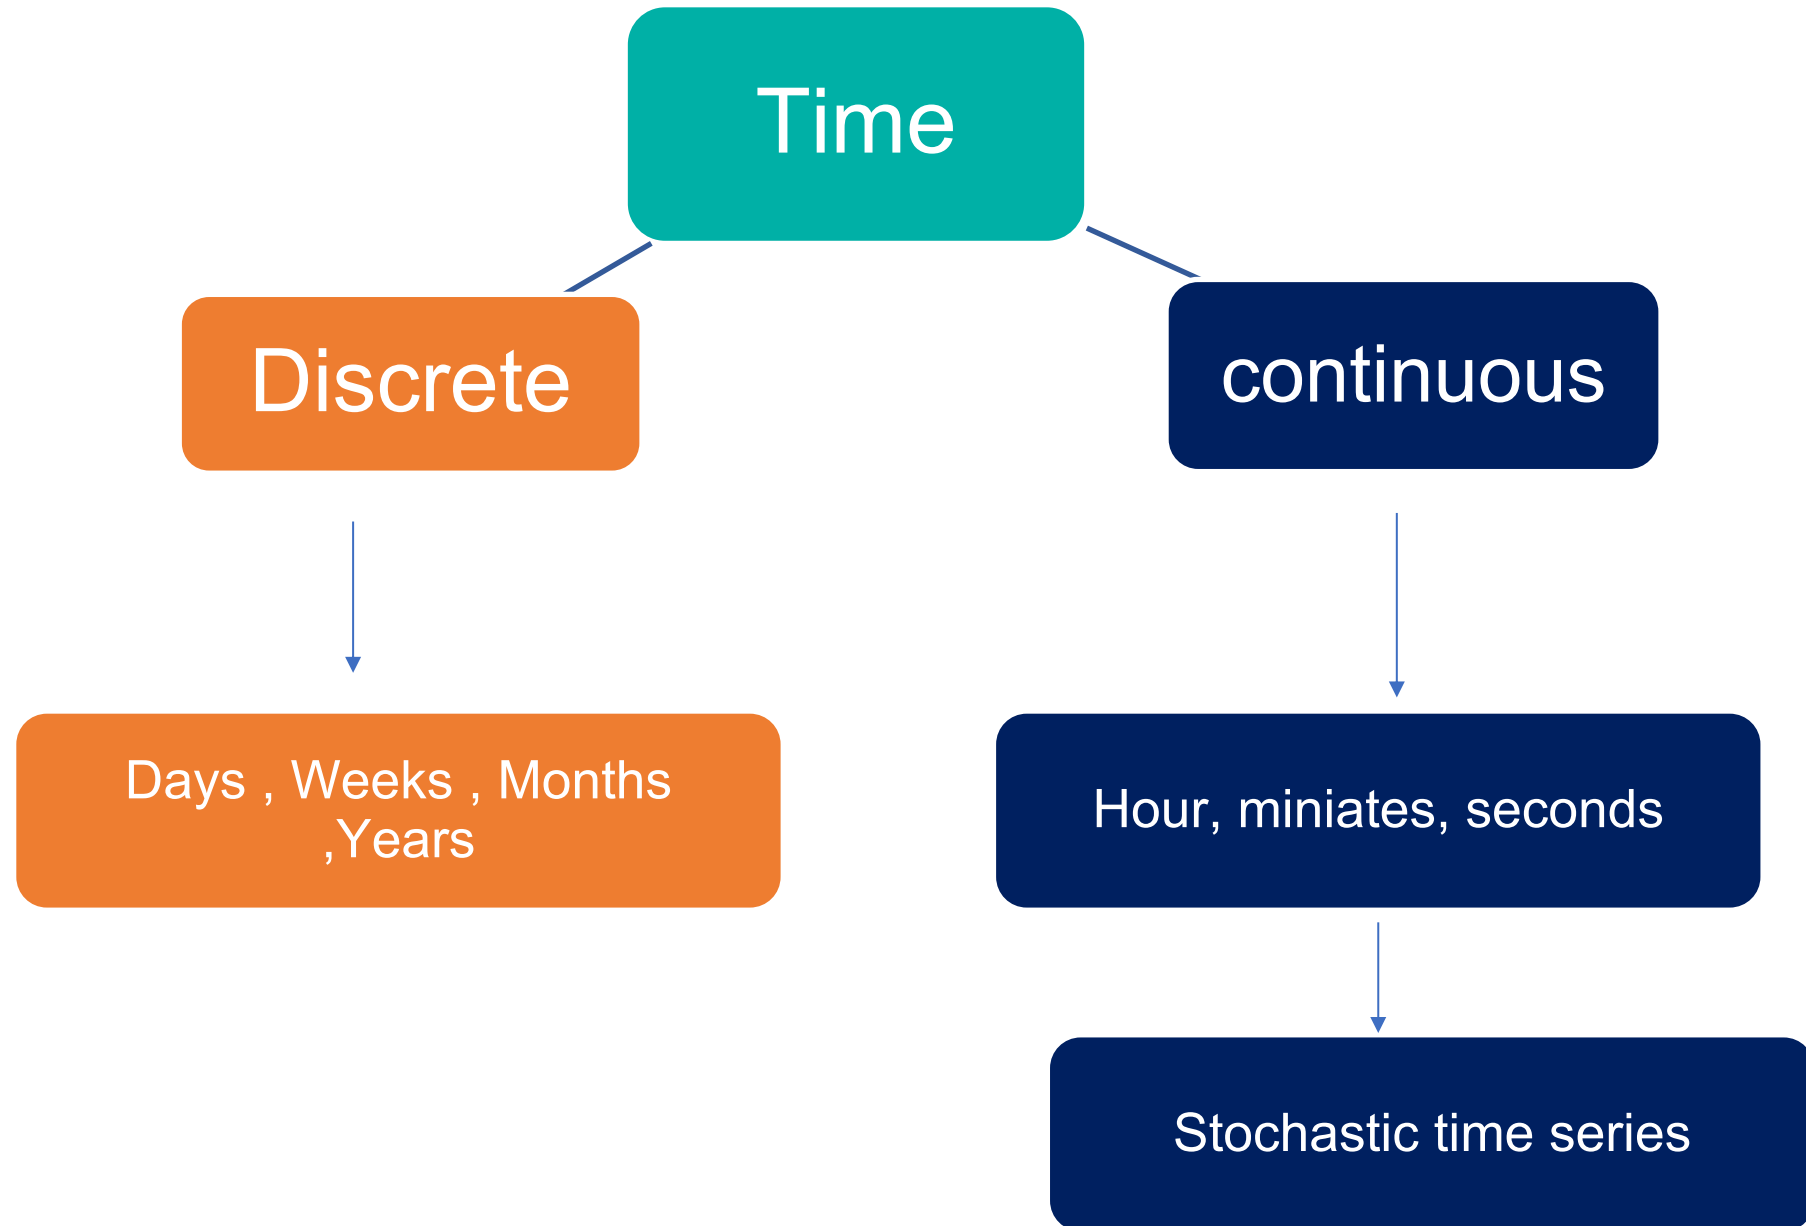 Time
Discrete
continuous
Days , Weeks , Months
,Years
Hour, miniates, seconds
Stochastic time series